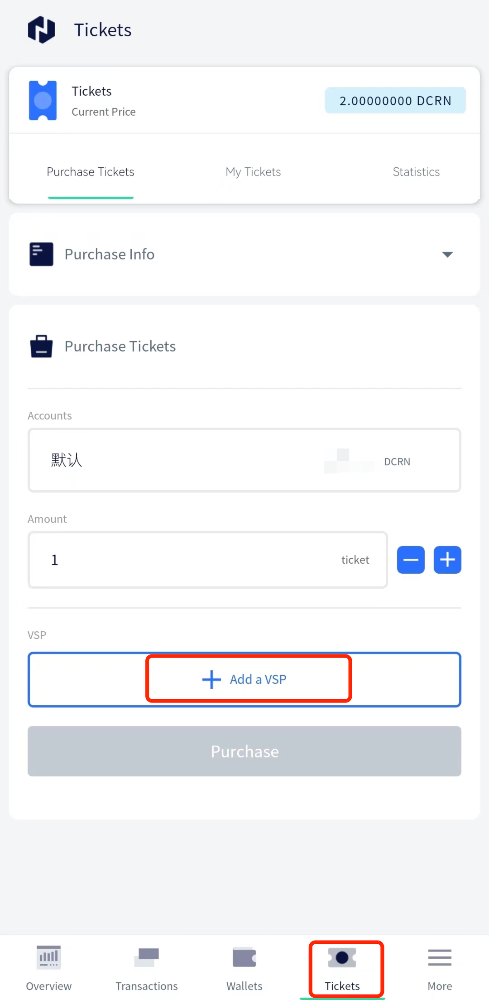 Tickets
Tickets
Current Price
2.00000000 DCRN
Purchase Tickets
My Tickets
Statistics
Purchase Info
Purchase Tickets
Accounts
默认
DCRN
Amount
1
ticket
VSP
Add a VSP
Purchase
Overview
Transactions
Wallets
Tickets
More